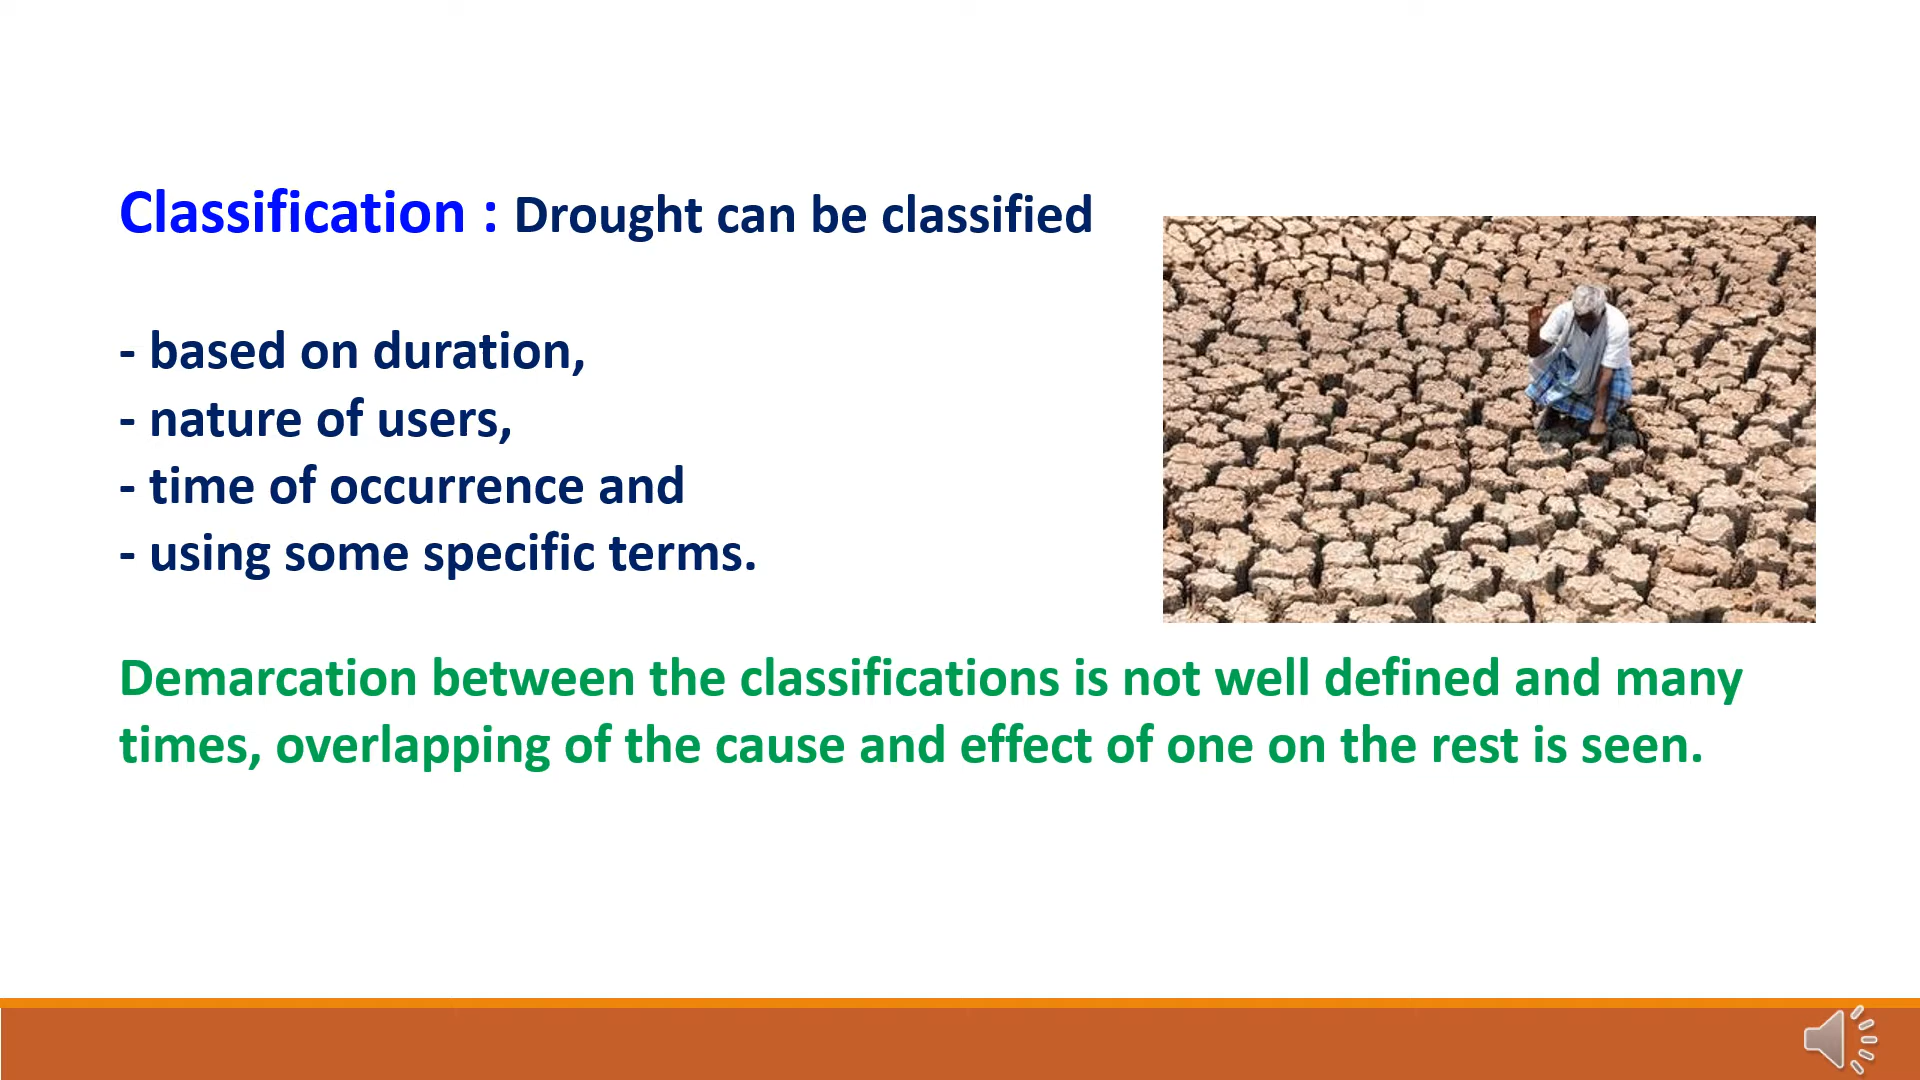 Classification : Drought can be classified
- based on duration,
- nature of users,
- time of occurrence and
- using some specific terms.
Demarcation between the classifications is not well defined and many
times, overlapping of the cause and effect of one on the rest is seen.